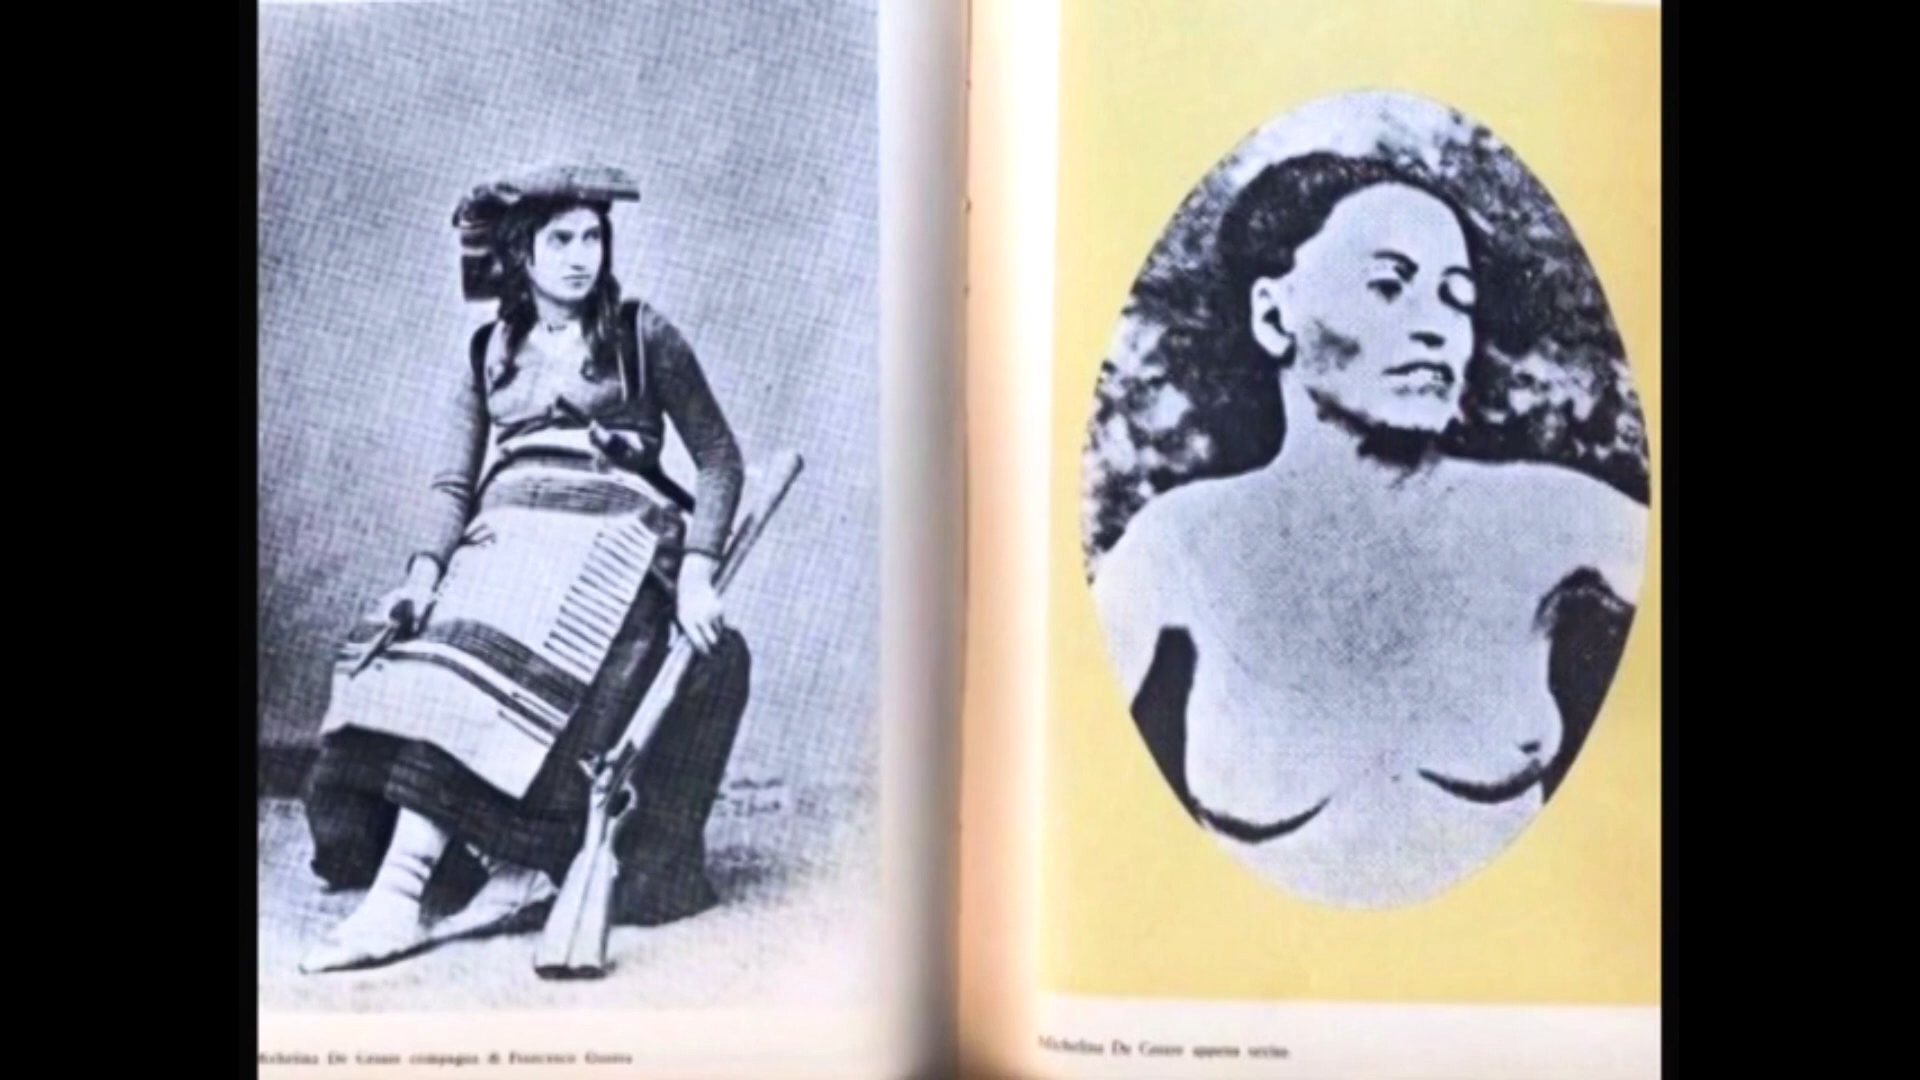 Michelina De Cesare compagna di Francesco Guerra
Michelina De Cesare appena uccisa